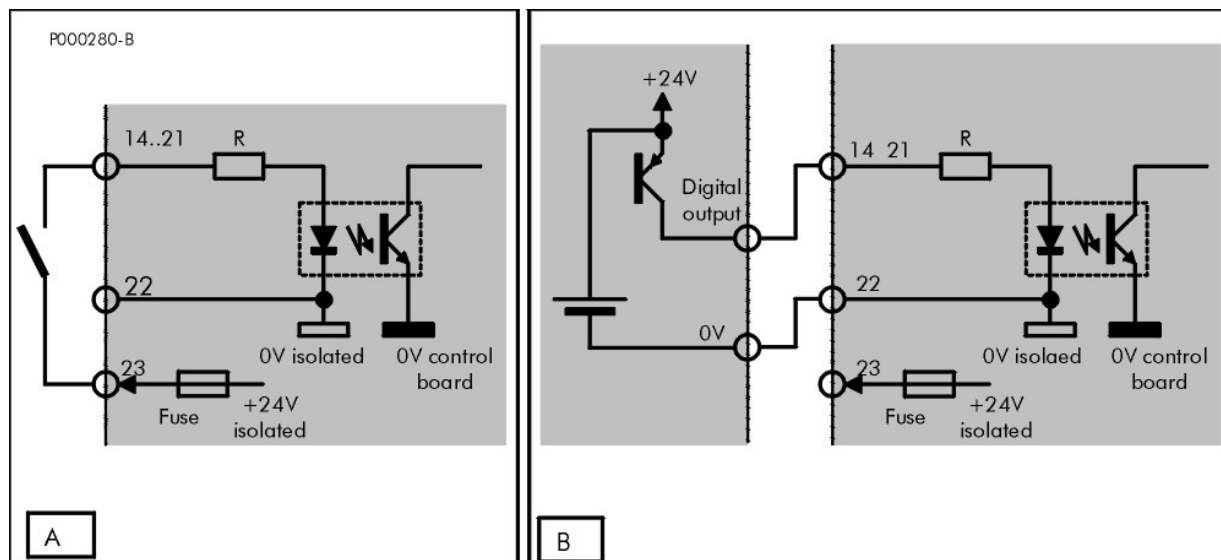 P000280-B
14..21
R
22
0V isolated
0V control
board
23
Fuse
+24V
isolated
A
+24V
Digital
output
0V
14 21
R
22
0V isolaed
0V control
board
23
Fuse
+24V
isolated
B